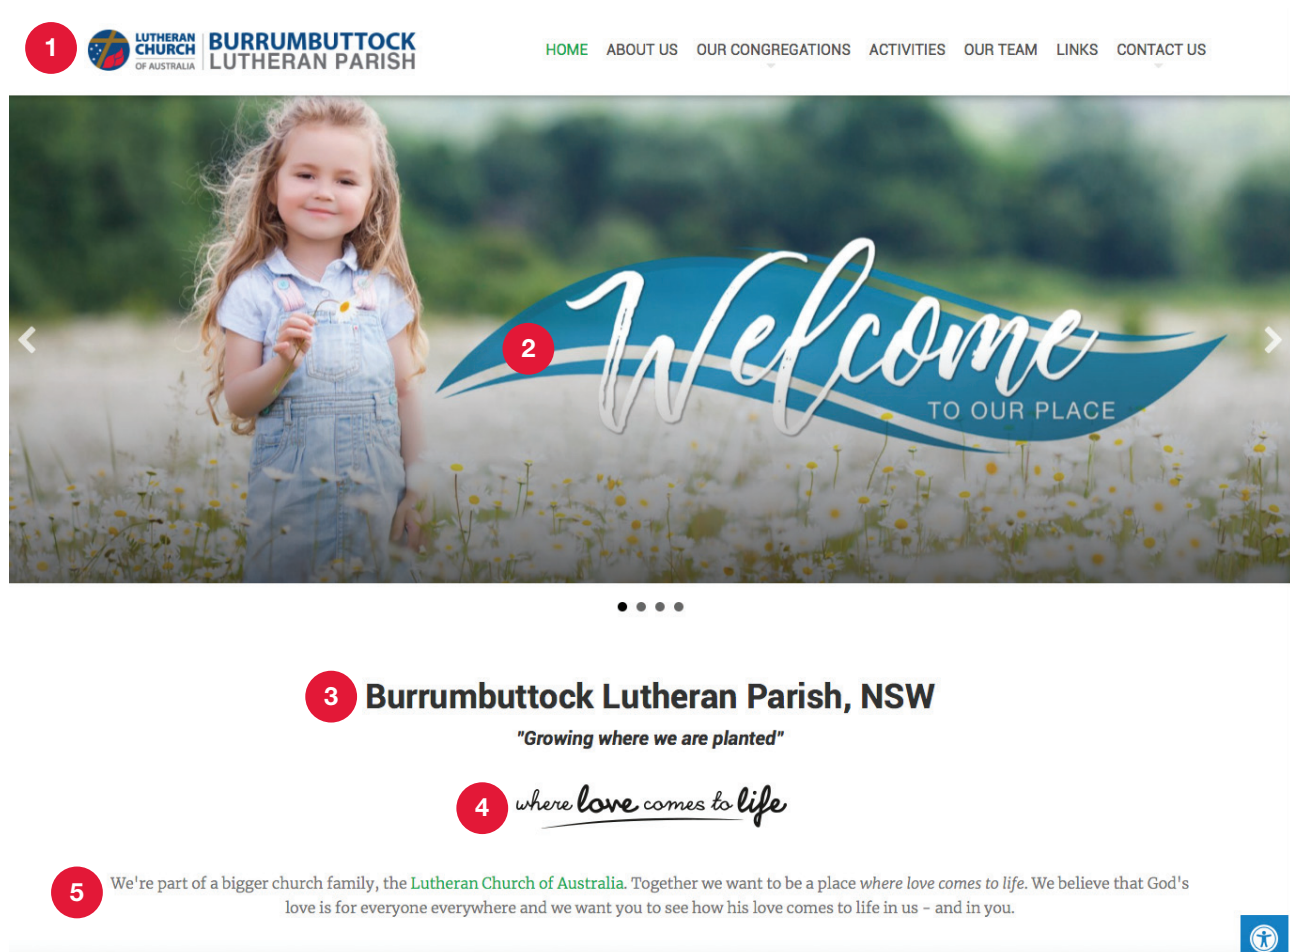 1
LUTHERAN
CHURCH
OF AUSTRALIA
BURRUMBUTTOCK
LUTHERAN PARISH
HOME ABOUT US OUR CONGREGATIONS ACTIVITIES OUR TEAM LINKS CONTACT US
2
Welcome
TO OUR PLACE
3
Burrumbuttock Lutheran Parish, NSW
"Growing where we are planted"
4
where love comes to life
5
We're part of a bigger church family, the Lutheran Church of Australia. Together we want to be a place where love comes to life. We believe that God's
love is for everyone everywhere and we want you to see how his love comes to life in us – and in you.